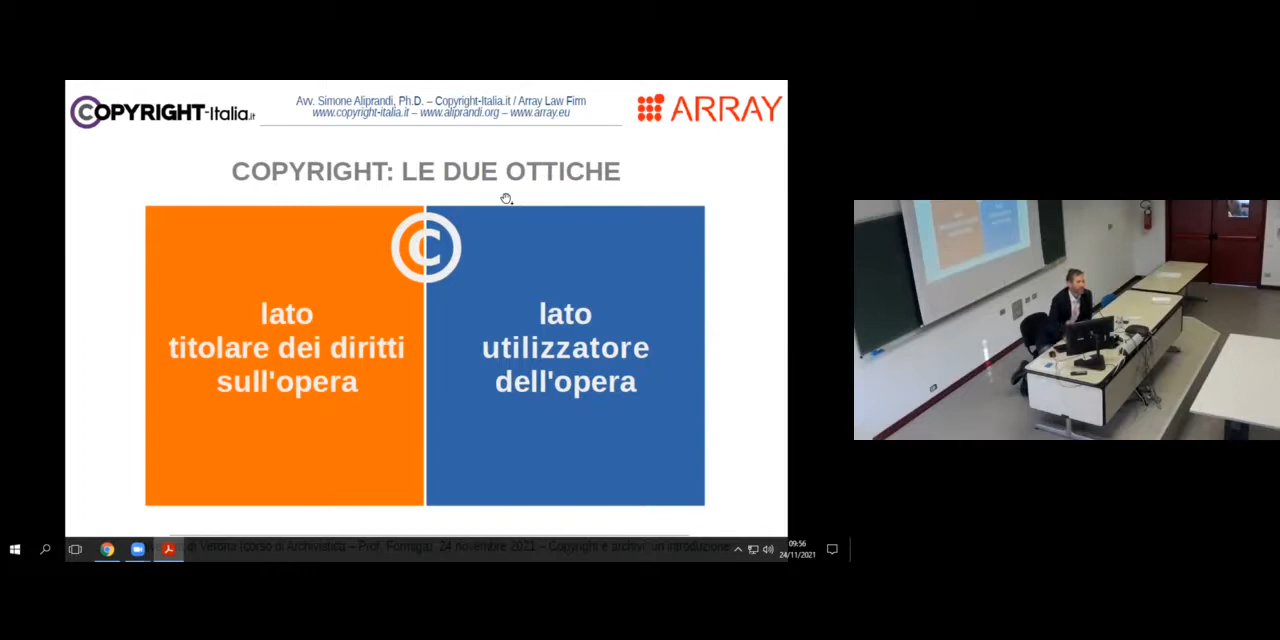 COPYRIGHT-Italia.it
Avv. Simone Aliprandi, Ph.D. – Copyright-Italia.it / Array Law Firm
www.copyright-italia.it – www.aliprandi.org – www.array.eu
ARRAY
COPYRIGHT: LE DUE OTTICHE
©
lato
titolare dei diritti
sull'opera
lato
utilizzatore
dell'opera
di Verona (corso di Archivistica – Prof. Formiga), 24 novembre 2021 – Copyright e archivi: un'introduzione
09:56
24/11/2021